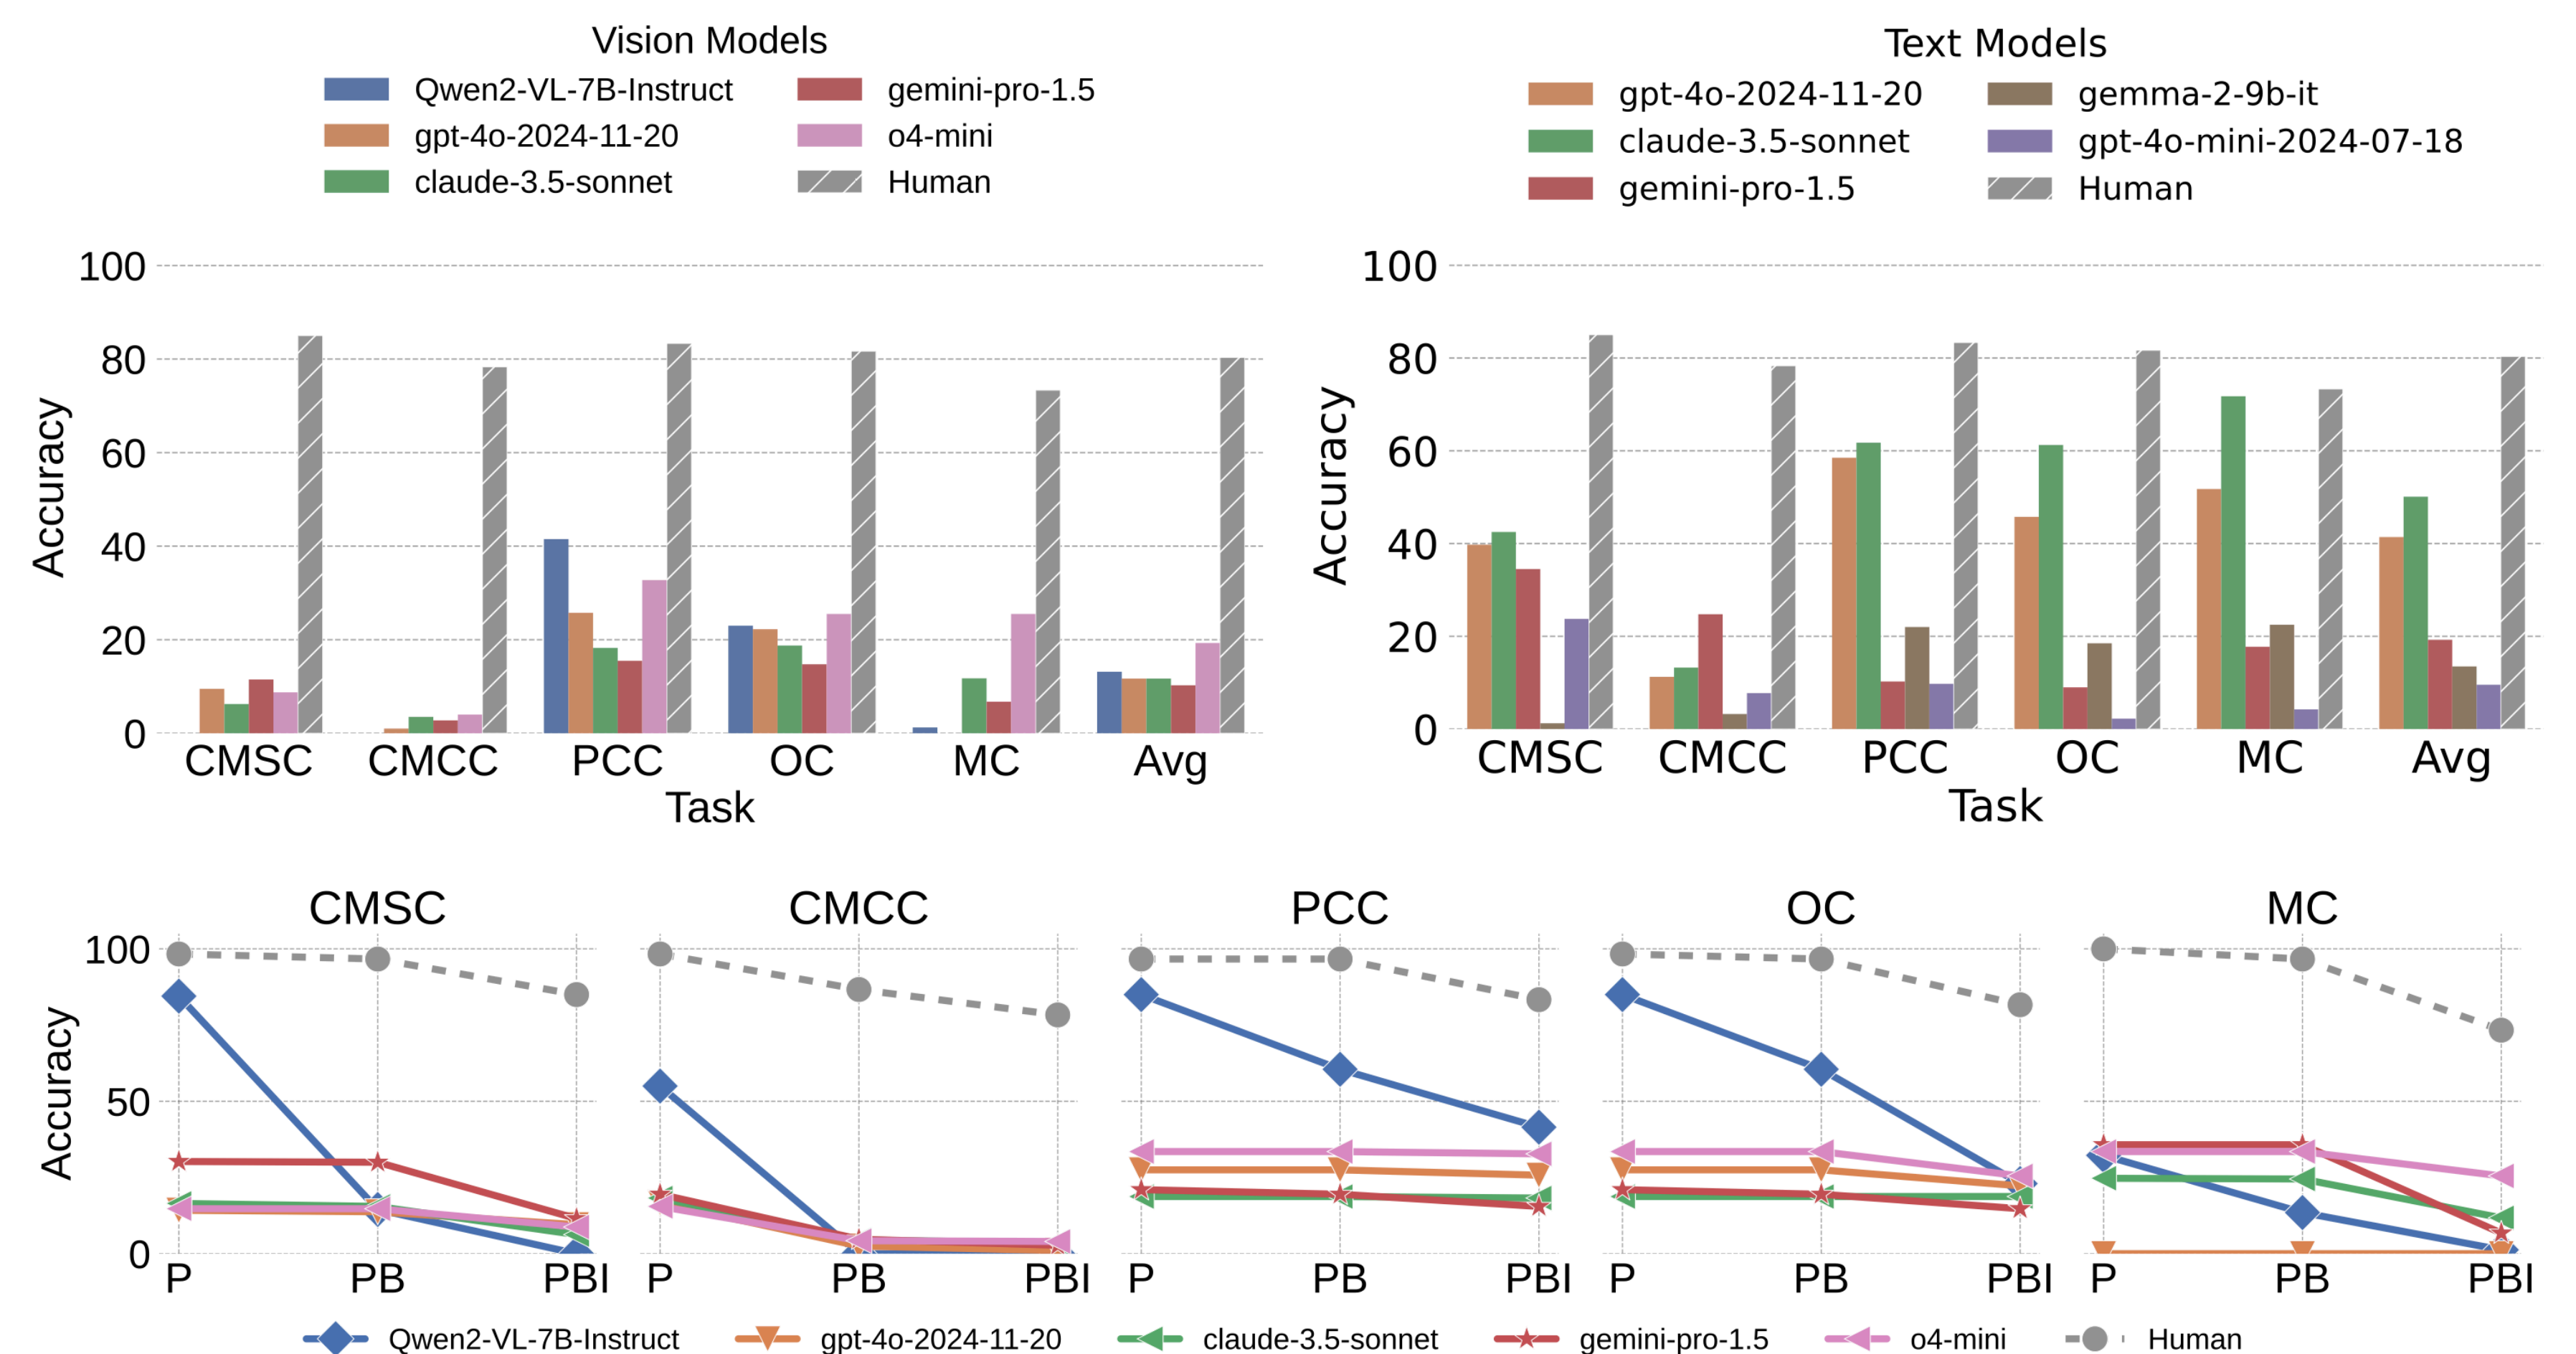 Vision Models
Qwen2-VL-7B-Instruct
gpt-4o-2024-11-20
claude-3.5-sonnet
gemini-pro-1.5
o4-mini
Human
100
80
60
40
20
0
Accuracy
CMSC CMCC PCC OC MC Avg
Task
Text Models
gpt-4o-2024-11-20
claude-3.5-sonnet
gemini-pro-1.5
gemma-2-9b-it
gpt-4o-mini-2024-07-18
Human
100
80
60
40
20
0
Accuracy
CMSC CMCC PCC OC MC Avg
Task
CMSC CMCC PCC OC MC
100
50
0
Accuracy
P PB PBI P PB PBI P PB PBI P PB PBI P PB PBI
Qwen2-VL-7B-Instruct gpt-4o-2024-11-20 claude-3.5-sonnet gemini-pro-1.5 o4-mini Human